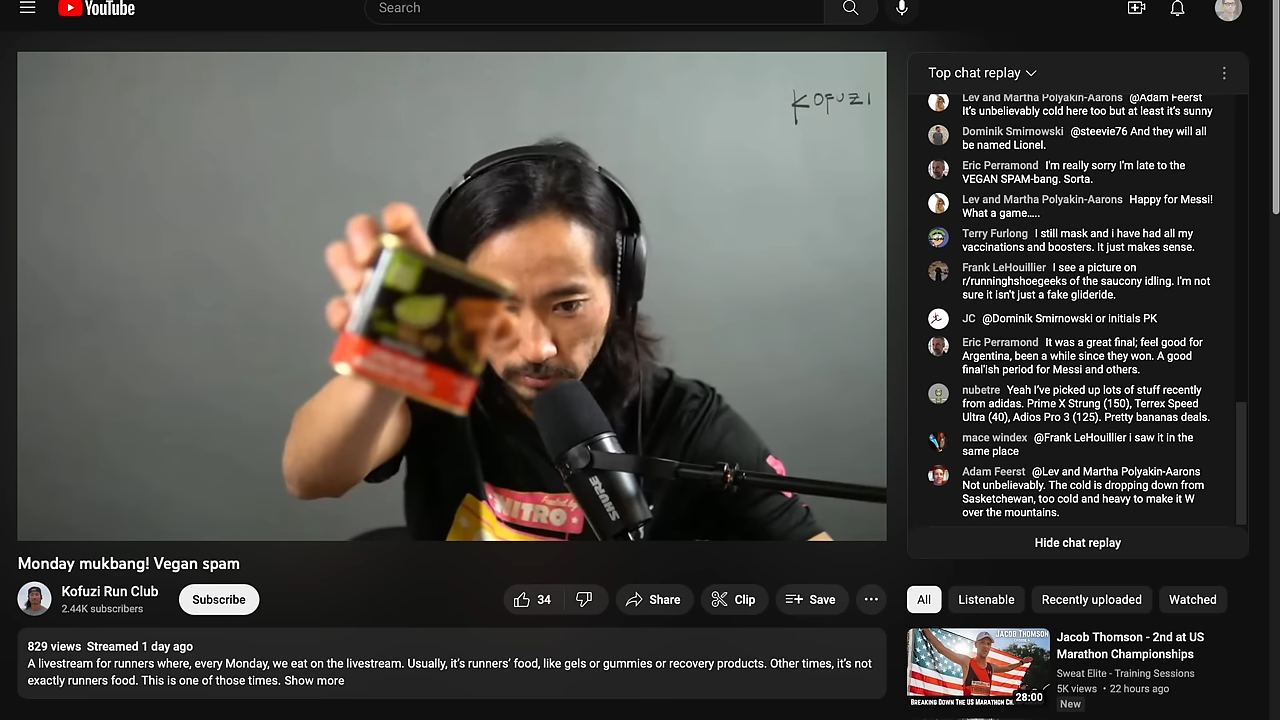 YouTube
Search
KOFUZI
fueled by
NITRO
SHURE
Monday mukbang! Vegan spam
Kofuzi Run Club
2.44K subscribers
Subscribe
34
Share
Clip
Save
829 views Streamed 1 day ago
A livestream for runners where, every Monday, we eat on the livestream. Usually, it's runners' food, like gels or gummies or recovery products. Other times, it's not
exactly runners food. This is one of those times. Show more
Top chat replay
Lev and Martha Polyakin-Aarons @Adam Feerst
It's unbelievably cold here too but at least it's sunny
Dominik Smirnowski @steevie76 And they will all
be named Lionel.
Eric Perramond I'm really sorry I'm late to the
VEGAN SPAM-bang. Sorta.
Lev and Martha Polyakin-Aarons Happy for Messi!
What a game.....
Terry Furlong I still mask and i have had all my
vaccinations and boosters. It just makes sense.
Frank LeHouillier I see a picture on
r/runninghshoegeeks of the saucony idling. I'm not
sure it isn't just a fake glideride.
JC @Dominik Smirnowski or initials PK
Eric Perramond It was a great final; feel good for
Argentina, been a while since they won. A good
final'ish period for Messi and others.
nubetre Yeah I've picked up lots of stuff recently
from adidas. Prime X Strung (150), Terrex Speed
Ultra (40), Adios Pro 3 (125). Pretty bananas deals.
mace windex @Frank LeHouillier i saw it in the
same place
Adam Feerst @Lev and Martha Polyakin-Aarons
Not unbelievably. The cold is dropping down from
Sasketchewan, too cold and heavy to make it W
over the mountains.
Hide chat replay
All
Listenable
Recently uploaded
Watched
JACOB THOMSON
BREAKING DOWN THE US MARATHON CH
28:00
Jacob Thomson - 2nd at US
Marathon Championships
Sweat Elite - Training Sessions
5K views • 22 hours ago
New